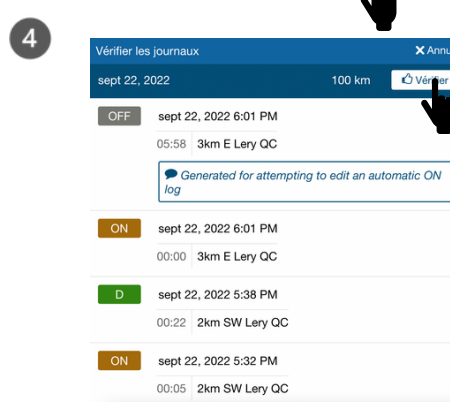 4
Vérifier les journaux
X Annu
sept 22, 2022 100 km Vérifier
OFF sept 22, 2022 6:01 PM
05:58 3km E Lery QC
Generated for attempting to edit an automatic ON
log
ON sept 22, 2022 6:01 PM
00:00 3km E Lery QC
D sept 22, 2022 5:38 PM
00:22 2km SW Lery QC
ON sept 22, 2022 5:32 PM
00:05 2km SW Lery QC